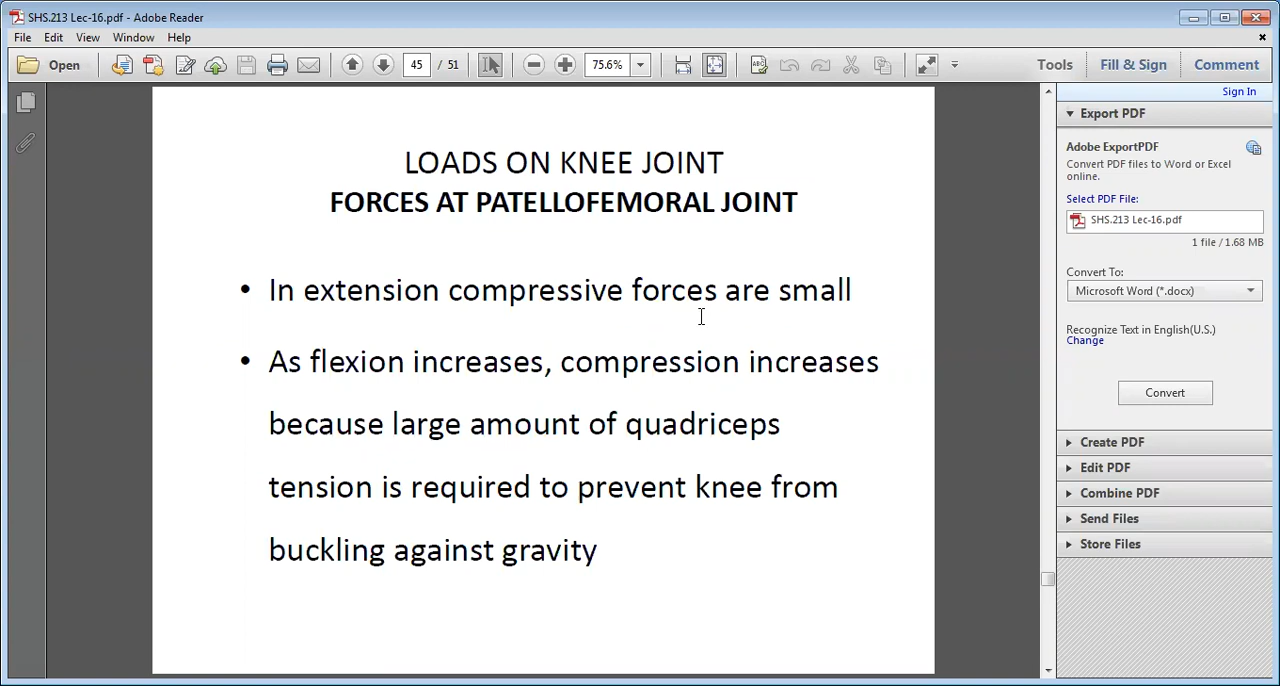 SHS.213 Lec-16.pdf - Adobe Reader
File Edit View Window Help
Open 45 / 51 75.6% Tools Fill & Sign Comment
Sign In
LOADS ON KNEE JOINT
FORCES AT PATELLOFEMORAL JOINT
• In extension compressive forces are small
• As flexion increases, compression increases
because large amount of quadriceps
tension is required to prevent knee from
buckling against gravity
Export PDF
Adobe ExportPDF
Convert PDF files to Word or Excel
online.
Select PDF File:
SHS.213 Lec-16.pdf
1 file / 1.68 MB
Convert To:
Microsoft Word (*.docx)
Recognize Text in English(U.S.)
Change
Convert
Create PDF
Edit PDF
Combine PDF
Send Files
Store Files